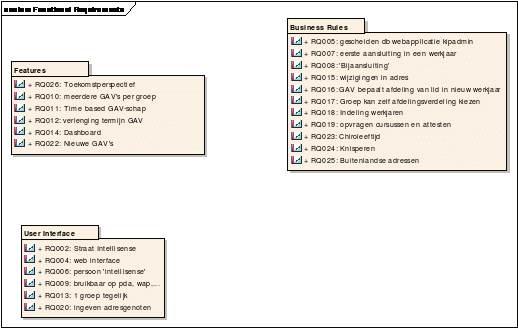 custom Functional Requirements
Features
+ RQ026: Toekomstperspectief
+ RQ010: meerdere GAV's per groep
+ RQ011: Time based GAV-schap
+ RQ012: verlenging termijn GAV
+ RQ014: Dashboard
+ RQ022: Nieuwe GAV's
Business Rules
+ RQ005: gescheiden db webapplicatie kipadmin
+ RQ007: eerste aansluiting in een werkjaar
+ RQ008: 'Bijaansluiting'
+ RQ015: wijzigingen in adres
+ RQ016: GAV bepaalt afdeling van lid in nieuw werkjaar
+ RQ017: Groep kan zelf afdelingsverdeling kiezen
+ RQ018: indeling werkjaren
+ RQ019: opvragen cursussen en attesten
+ RQ023: Chiroleeftijd
+ RQ024: Knisperen
+ RQ025: Buitenlandse adressen
User Interface
+ RQ002: Straat Intellisense
+ RQ004: web interface
+ RQ006: persoon 'intellisense'
+ RQ009: bruikbaar op pda, wap,...
+ RQ013: 1 groep tegelijk
+ RQ020: ingeven adresgenoten